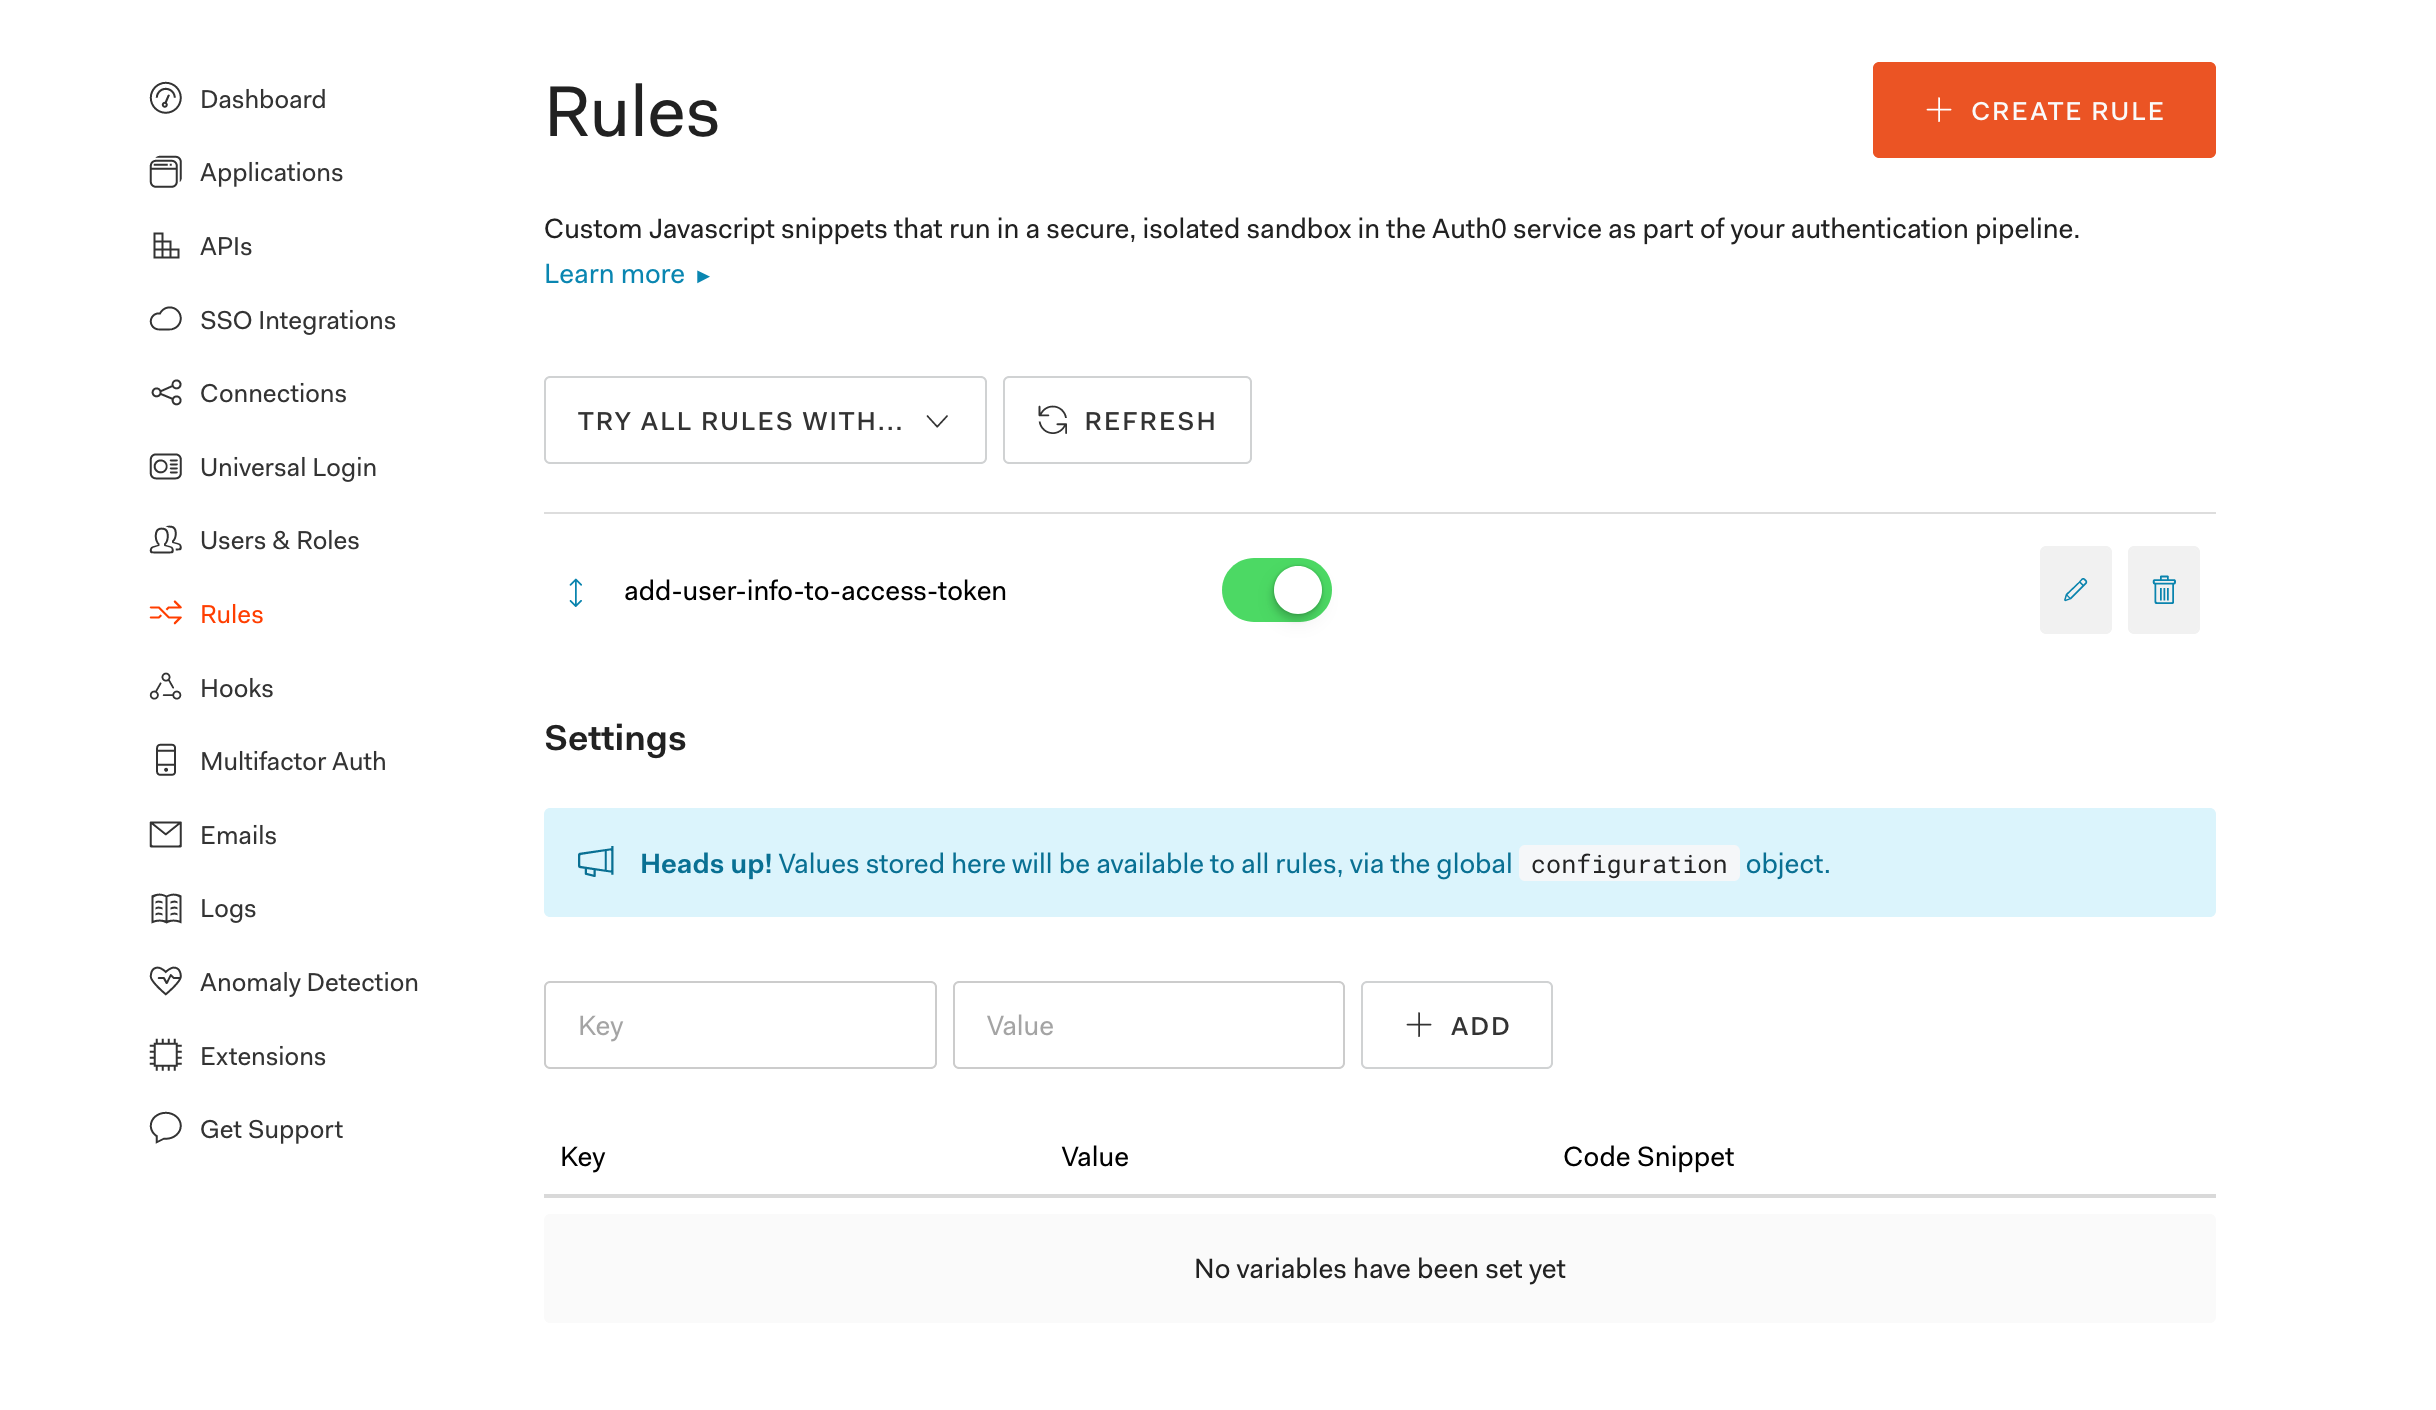 Dashboard
Applications
APIs
SSO Integrations
Connections
Universal Login
Users & Roles
Rules
Hooks
Multifactor Auth
Emails
Logs
Anomaly Detection
Extensions
Get Support
Rules
CREATE RULE
Custom Javascript snippets that run in a secure, isolated sandbox in the Auth0 service as part of your authentication pipeline.
Learn more ▸
TRY ALL RULES WITH... REFRESH
add-user-info-to-access-token
Settings
Heads up! Values stored here will be available to all rules, via the global configuration object.
Key Value ADD
Key Value Code Snippet
No variables have been set yet